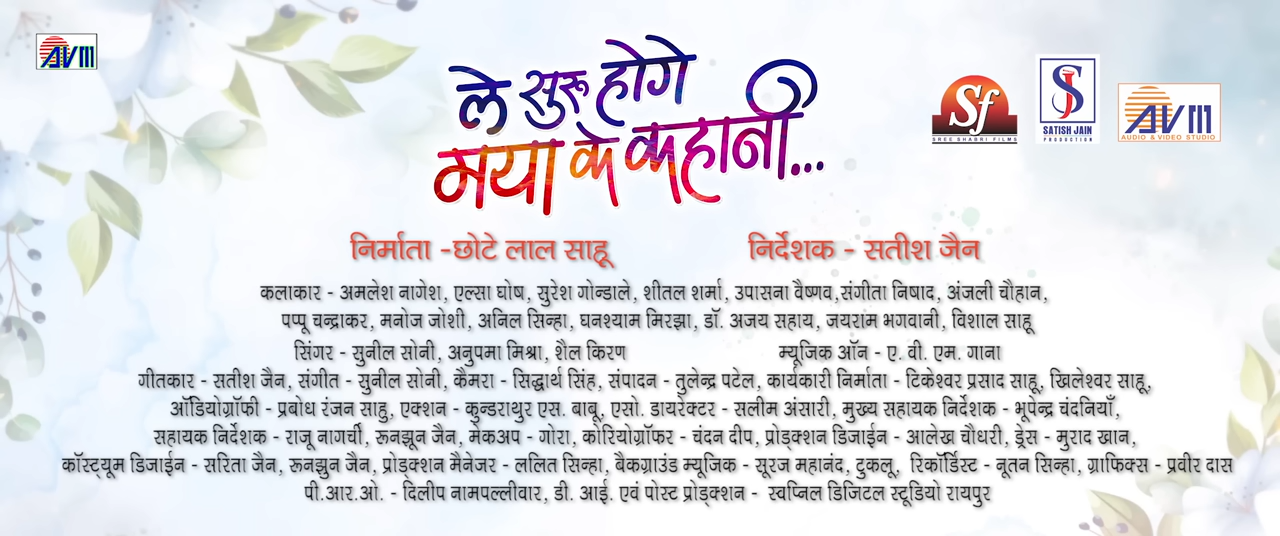 AVM
ले सुरू होगे
मया के कहानी...
Sf
SREE SHABRI FILMS
SJ
SATISH JAIN
PRODUCTION
AVM
AUDIO & VIDEO STUDIO
निर्माता -छोटे लाल साहू
निर्देशक - सतीश जैन
कलाकार - अमलेश नागेश, एल्सा घोष, सुरेश गोन्डाले, शीतल शर्मा, उपासना वैष्णव,संगीता निषाद, अंजली चौहान,
पप्पू चन्द्राकर, मनोज जोशी, अनिल सिन्हा, घनश्याम मिरझा, डॉ. अजय सहाय, जयराम भगवानी, विशाल साहू
सिंगर - सुनील सोनी, अनुपमा मिश्रा, शैल किरण
म्यूजिक ऑन - ए. वी. एम. गाना
गीतकार - सतीश जैन, संगीत - सुनील सोनी, कैमरा - सिद्धार्थ सिंह, संपादन - तुलेन्द्र पटेल, कार्यकारी निर्माता - टिकेश्वर प्रसाद साहू, खिलेश्वर साहू,
ऑडियोग्रॉफी - प्रबोध रंजन साहु, एक्शन - कुन्डराथुर एस. बाबू, एसो. डायरेक्टर - सलीम अंसारी, मुख्य सहायक निर्देशक - भूपेन्द्र चंदनियाँ,
सहायक निर्देशक - राजू नागर्ची, रूनझून जैन, मेकअप - गोरा, कोरियोग्रॉफर - चंदन दीप, प्रोड्क्शन डिजाईन - आलेख चौधरी, ड्रेस - मुराद खान,
कॉस्ट्यूम डिजाईन - सरिता जैन, रूनझुन जैन, प्रोड्क्शन मैनेजर - ललित सिन्हा, बैकग्राउंड म्यूजिक - सूरज महानंद, टुकलू, रिकॉर्डिस्ट - नूतन सिन्हा, ग्राफिक्स - प्रवीर दास
पी.आर.ओ. - दिलीप नामपल्लीवार, डी. आई. एवं पोस्ट प्रोड्क्शन - स्वप्निल डिजिटल स्टूडियो रायपुर